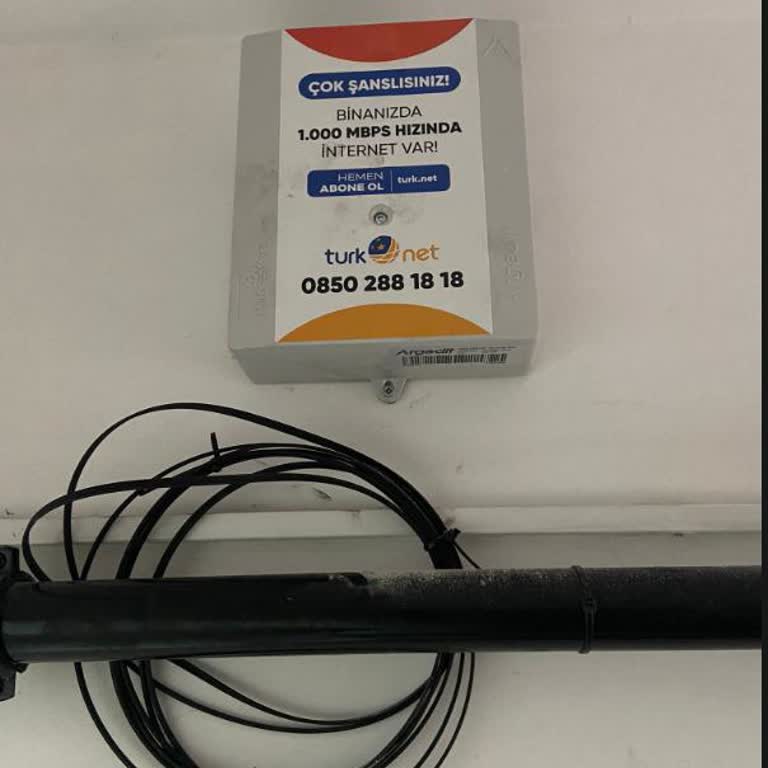 ÇOK ŞANSLISINIZ!
BİNANIZDA
1.000 MBPS HIZINDA
İNTERNET VAR!
HEMEN
ABONE OL
turk.net
turk net
0850 288 18 18